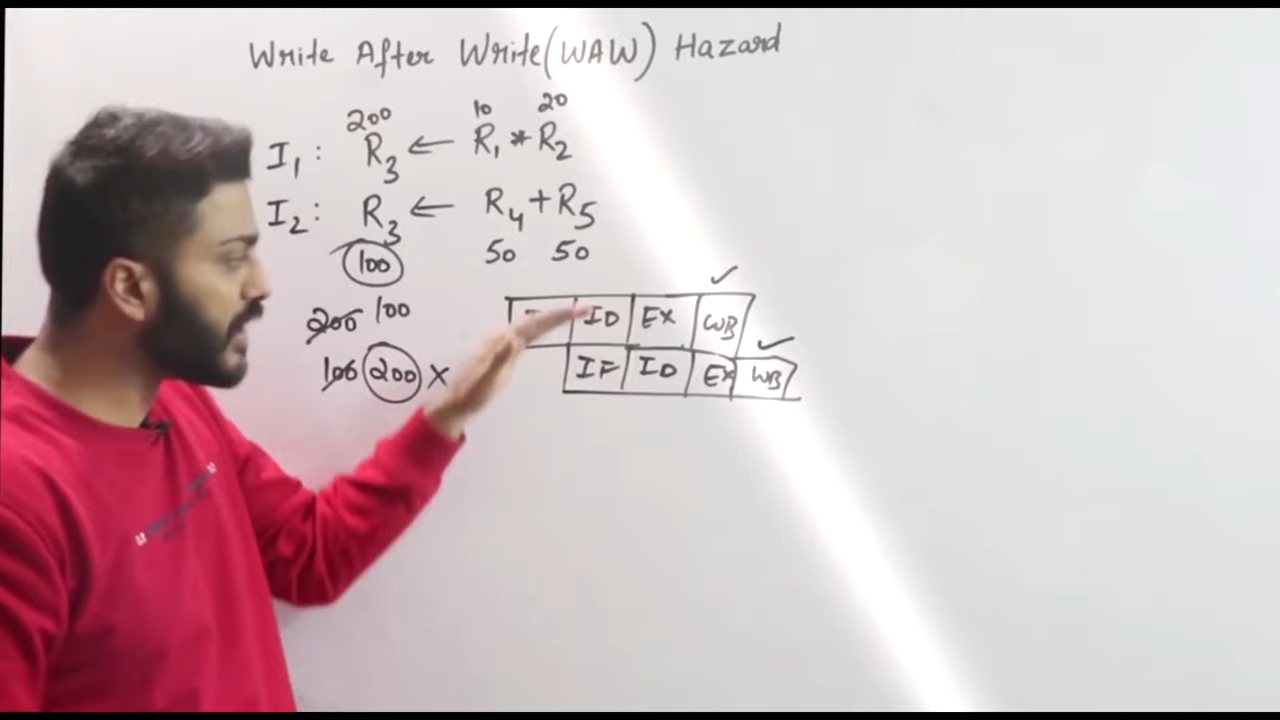 Write After Write (WAW) Hazard
200 10 20
I1 : R3 ← R1 * R2
I2 : R3 ← R4 + R5
100 50 50
200 100
100 200 ×
ID EX WB ✓
IF ID EX WB ✓